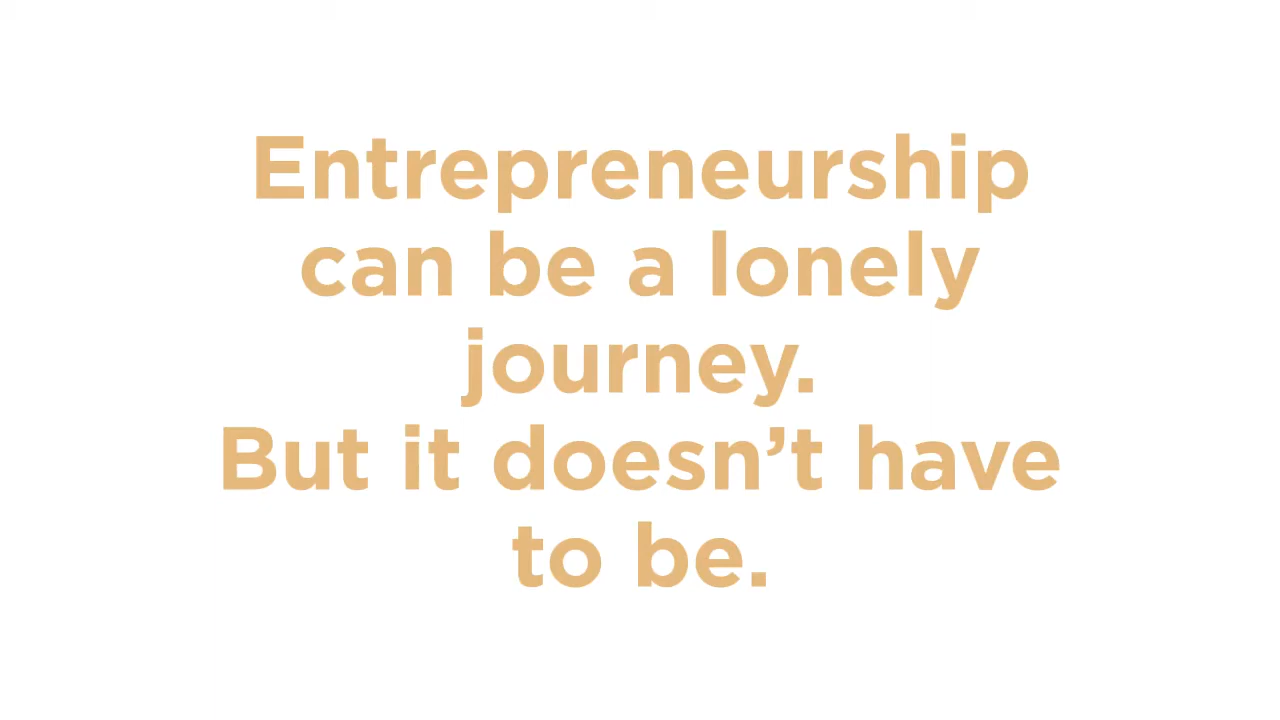 Entrepreneurship
can be a lonely
journey.
But it doesn’t have
to be.